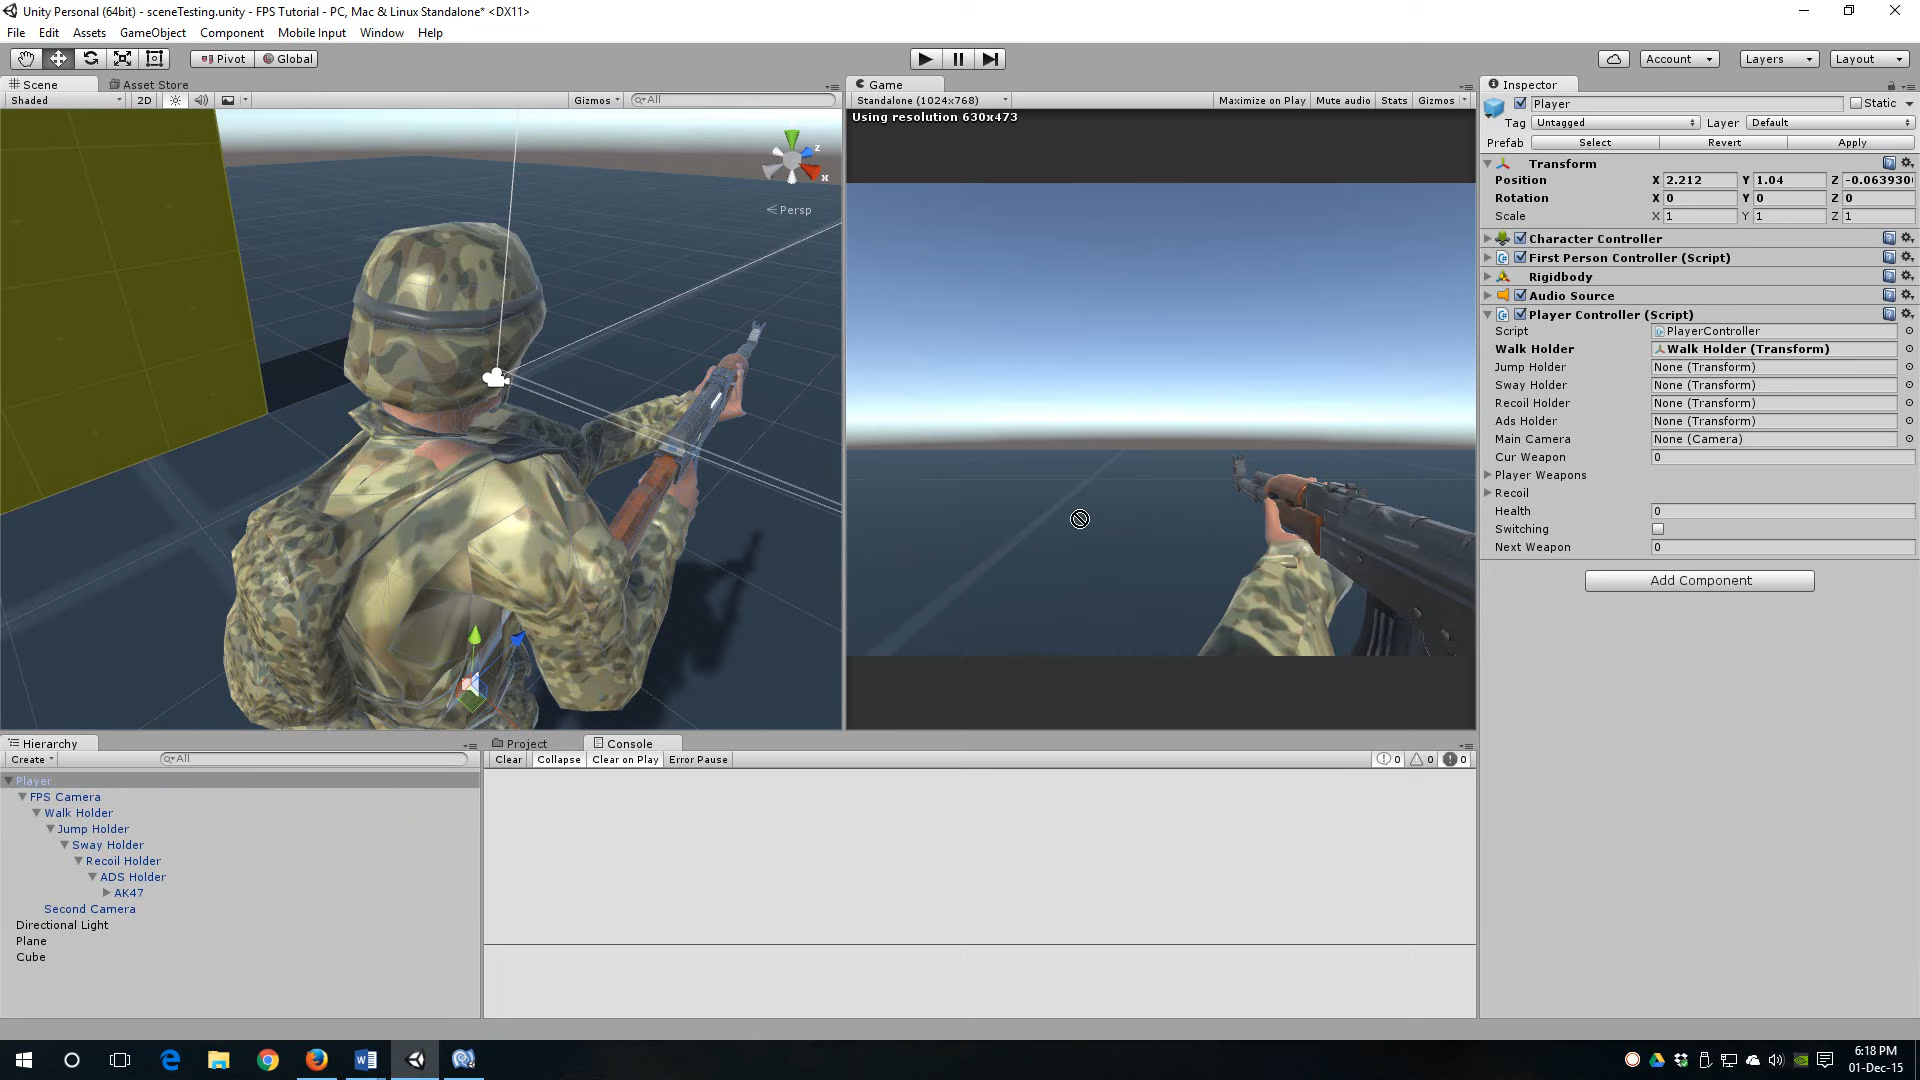 Unity Personal (64bit) - sceneTesting.unity - FPS Tutorial - PC, Mac & Linux Standalone* <DX11>
File Edit Assets GameObject Component Mobile Input Window Help
Pivot Global Account Layers Layout
Scene Asset Store
Shaded 2D Gizmos All
z
x
Persp
Game
Standalone (1024x768) Maximize on Play Mute audio Stats Gizmos
Using resolution 630x473
Inspector
Player Static
Tag Untagged Layer Default
Prefab Select Revert Apply
Transform
Position X 2.212 Y 1.04 Z -0.063930
Rotation X 0 Y 0 Z 0
Scale X 1 Y 1 Z 1
Character Controller
First Person Controller (Script)
Rigidbody
Audio Source
Player Controller (Script)
Script PlayerController
Walk Holder Walk Holder (Transform)
Jump Holder None (Transform)
Sway Holder None (Transform)
Recoil Holder None (Transform)
Ads Holder None (Transform)
Main Camera None (Camera)
Cur Weapon 0
Player Weapons
Recoil
Health 0
Switching
Next Weapon 0
Add Component
Hierarchy
Create All
Player
FPS Camera
Walk Holder
Jump Holder
Sway Holder
Recoil Holder
ADS Holder
AK47
Second Camera
Directional Light
Plane
Cube
Project Console
Clear Collapse Clear on Play Error Pause 0 0 0
6:18 PM
01-Dec-15